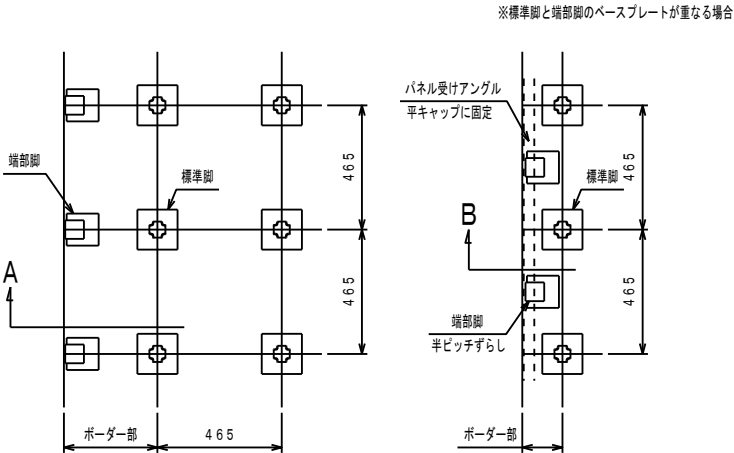 ※標準脚と端部脚のベースプレートが重なる場合
パネル受けアングル
平キャップに固定
端部脚
標準脚
465
465
A
ボーダー部
465
標準脚
465
465
B
端部脚
半ピッチずらし
ボーダー部